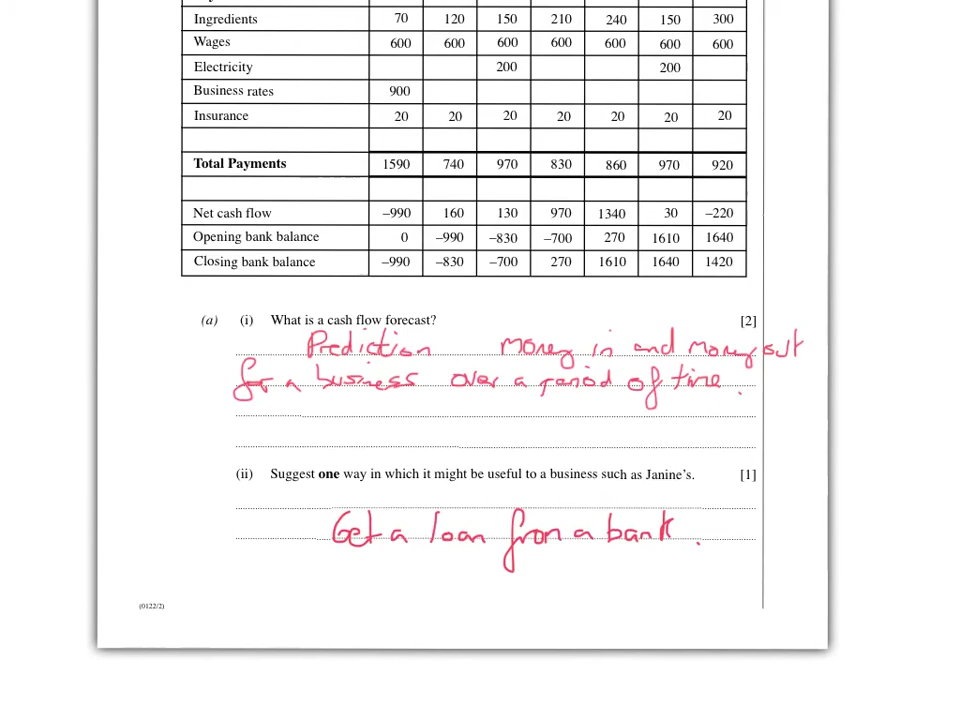 Ingredients 70 120 150 210 240 150 300
Wages 600 600 600 600 600 600 600
Electricity 200 200
Business rates 900
Insurance 20 20 20 20 20 20 20
Total Payments 1590 740 970 830 860 970 920
Net cash flow –990 160 130 970 1340 30 –220
Opening bank balance 0 –990 –830 –700 270 1610 1640
Closing bank balance –990 –830 –700 270 1610 1640 1420
(a) (i) What is a cash flow forecast? [2]
Prediction money in and money out
for a business over a period of time.
(ii) Suggest one way in which it might be useful to a business such as Janine's. [1]
Get a loan from a bank.
(0122/2)